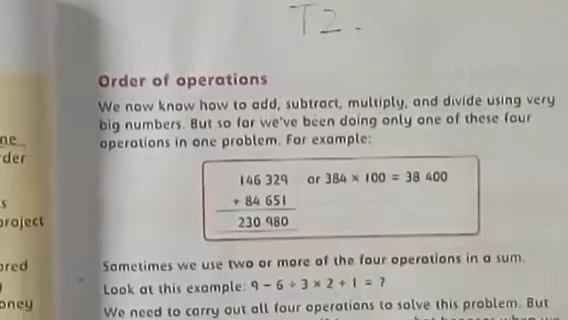 T2.
Order of operations
We now know how to add, subtract, multiply, and divide using very
big numbers. But so far we've been doing only one of these four
operations in one problem. For example:
146 329 or 384 × 100 = 38 400
+ 84 651
230 980
Sometimes we use two or more of the four operations in a sum.
Look at this example: 9 − 6 ÷ 3 × 2 + 1 = ?
We need to carry out all four operations to solve this problem. But
ne
der
s
project
ored
oney